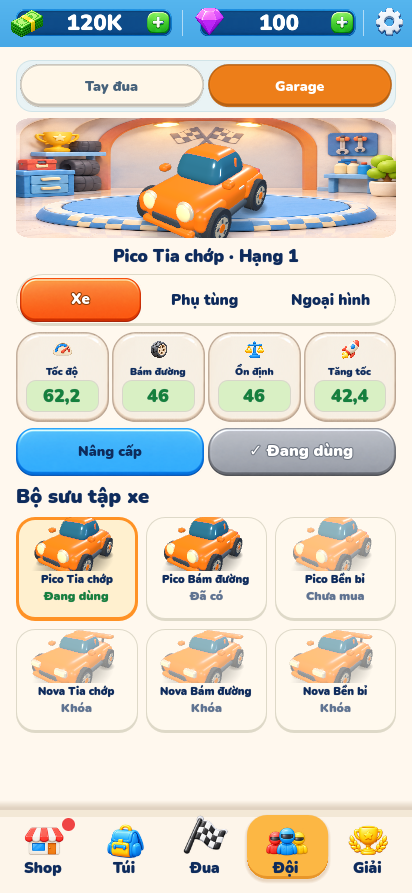 120K
100
Tay đua
Garage
Pico Tia chớp · Hạng 1
Xe
Phụ tùng
Ngoại hình
Tốc độ
Bám đường
Ổn định
Tăng tốc
62,2
46
46
42,4
Nâng cấp
✓ Đang dùng
Bộ sưu tập xe
Pico Tia chớp
Đang dùng
Pico Bám đường
Đã có
Pico Bền bỉ
Chưa mua
Nova Tia chớp
Khóa
Nova Bám đường
Khóa
Nova Bền bỉ
Khóa
Shop
Túi
Đua
Đội
Giải